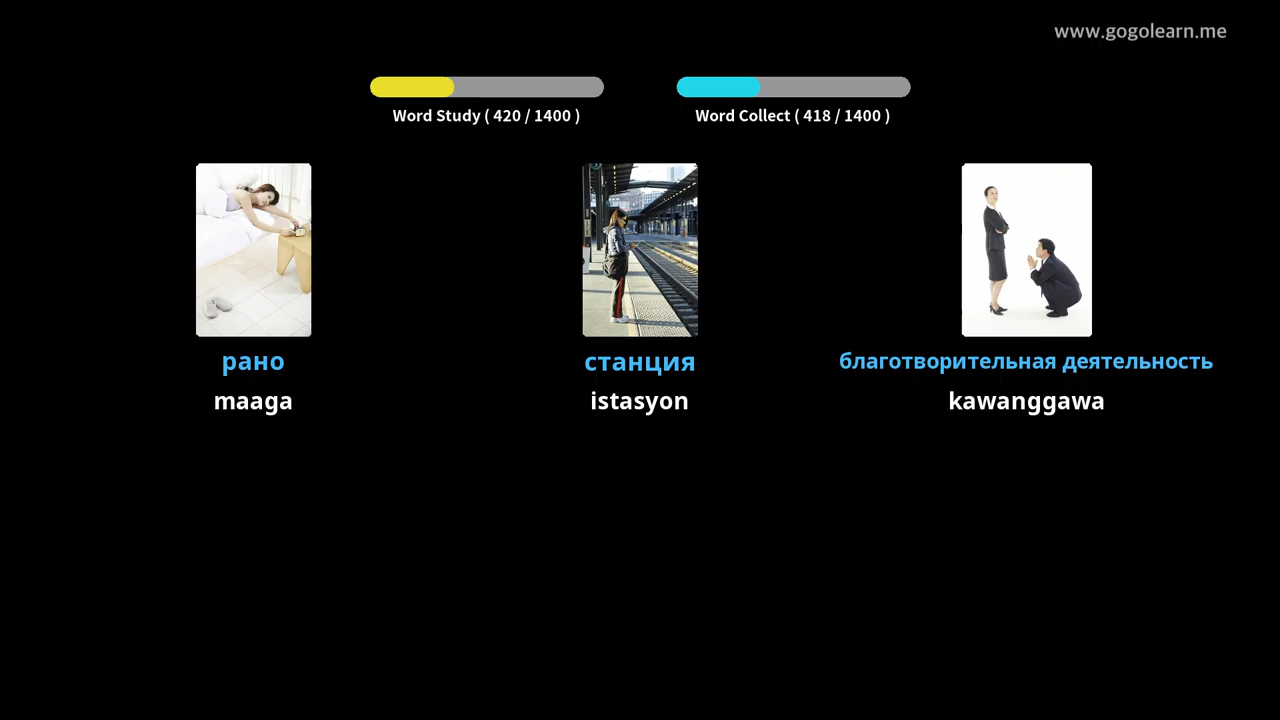 www.gogolearn.me
Word Study ( 420 / 1400 )
Word Collect ( 418 / 1400 )
рано
станция
благотворительная деятельность
maaga
istasyon
kawanggawa